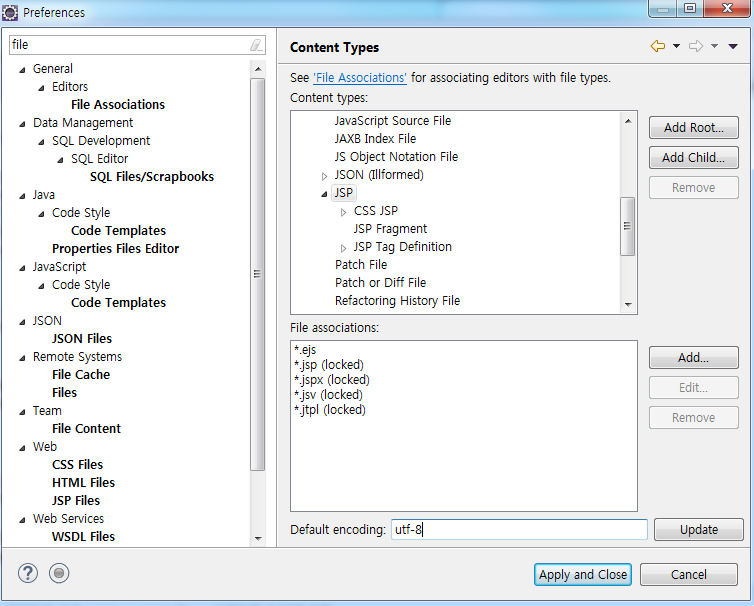 Preferences
file
General
Editors
File Associations
Data Management
SQL Development
SQL Editor
SQL Files/Scrapbooks
Java
Code Style
Code Templates
Properties Files Editor
JavaScript
Code Style
Code Templates
JSON
JSON Files
Remote Systems
File Cache
Files
Team
File Content
Web
CSS Files
HTML Files
JSP Files
Web Services
WSDL Files
Content Types
See 'File Associations' for associating editors with file types.
Content types:
JavaScript Source File
JAXB Index File
JS Object Notation File
JSON (Illformed)
JSP
CSS JSP
JSP Fragment
JSP Tag Definition
Patch File
Patch or Diff File
Refactoring History File
Add Root...
Add Child...
Remove
File associations:
*.ejs
*.jsp (locked)
*.jspx (locked)
*.jsv (locked)
*.jtpl (locked)
Add...
Edit...
Remove
Default encoding: utf-8 Update
Apply and Close Cancel